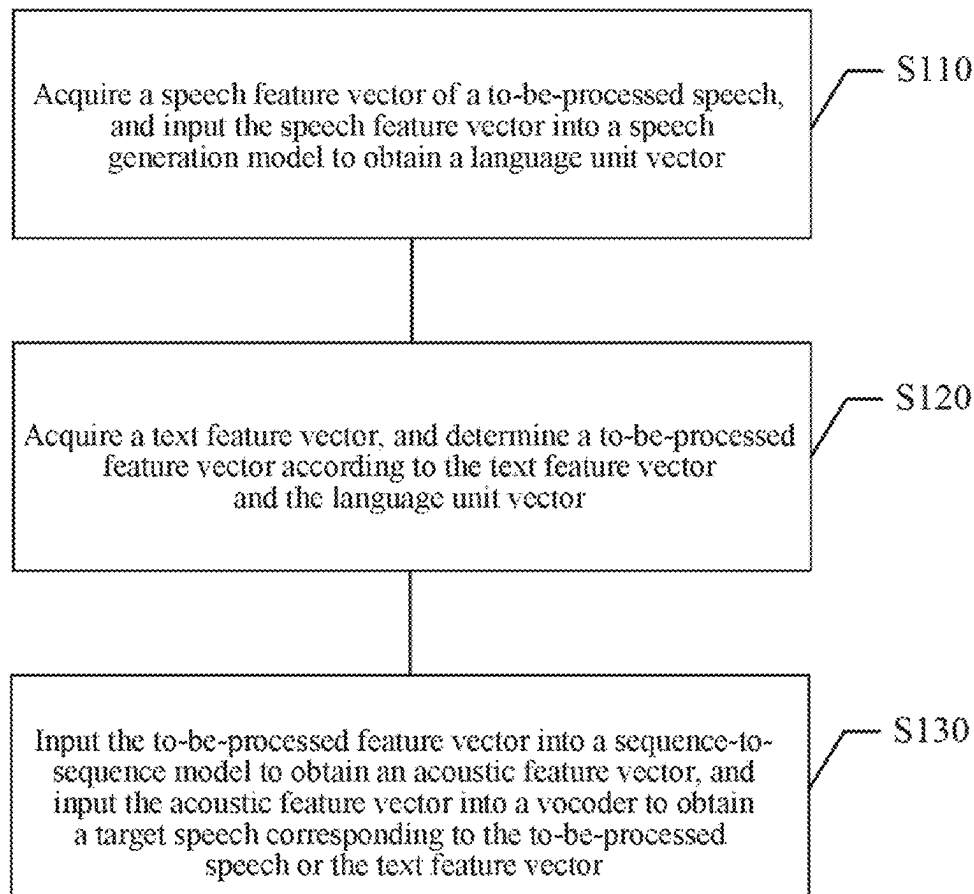 Acquire a speech feature vector of a to-be-processed speech,
and input the speech feature vector into a speech
generation model to obtain a language unit vector
S110
Acquire a text feature vector, and determine a to-be-processed
feature vector according to the text feature vector
and the language unit vector
S120
Input the to-be-processed feature vector into a sequence-to-
sequence model to obtain an acoustic feature vector, and
input the acoustic feature vector into a vocoder to obtain
a target speech corresponding to the to-be-processed
speech or the text feature vector
S130